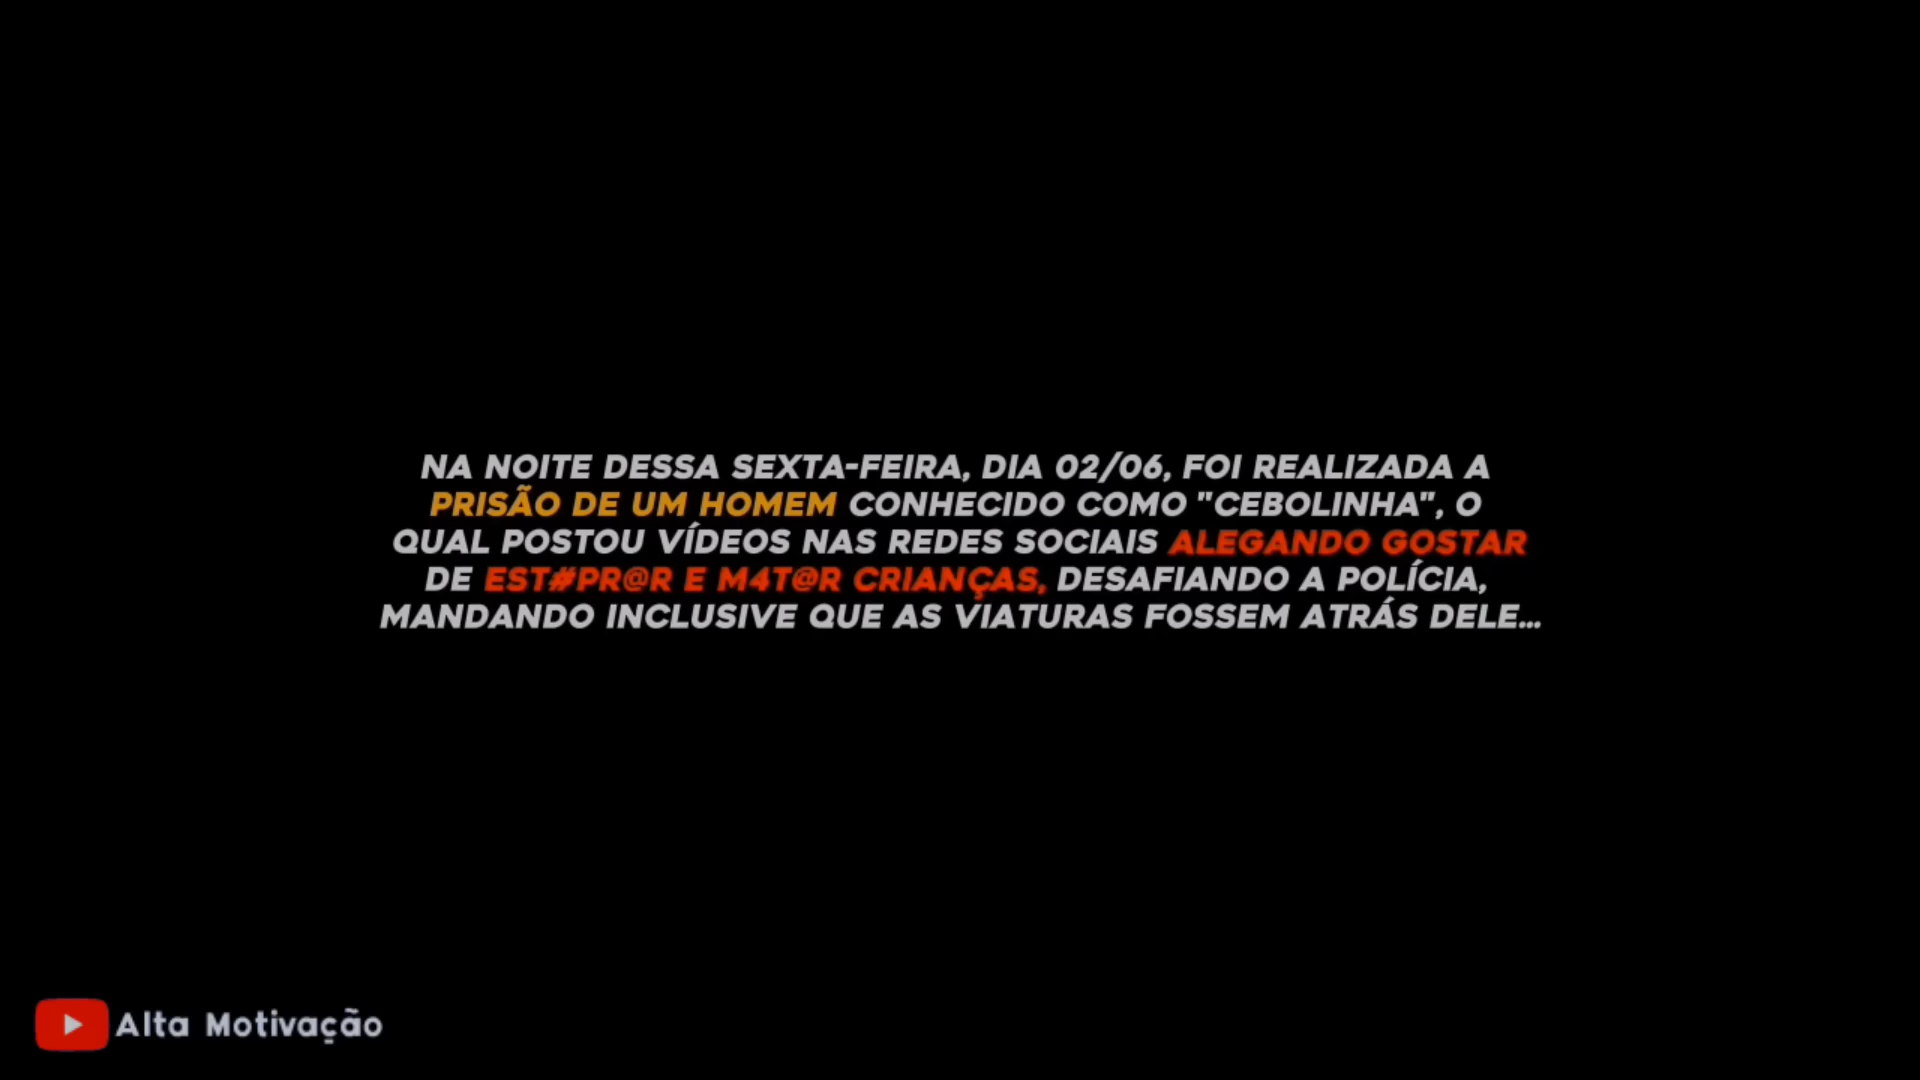 NA NOITE DESSA SEXTA-FEIRA, DIA 02/06, FOI REALIZADA A
PRISÃO DE UM HOMEM CONHECIDO COMO "CEBOLINHA", O
QUAL POSTOU VÍDEOS NAS REDES SOCIAIS ALEGANDO GOSTAR
DE EST#PR@R E M4T@R CRIANÇAS, DESAFIANDO A POLÍCIA,
MANDANDO INCLUSIVE QUE AS VIATURAS FOSSEM ATRÁS DELE...
Alta Motivação